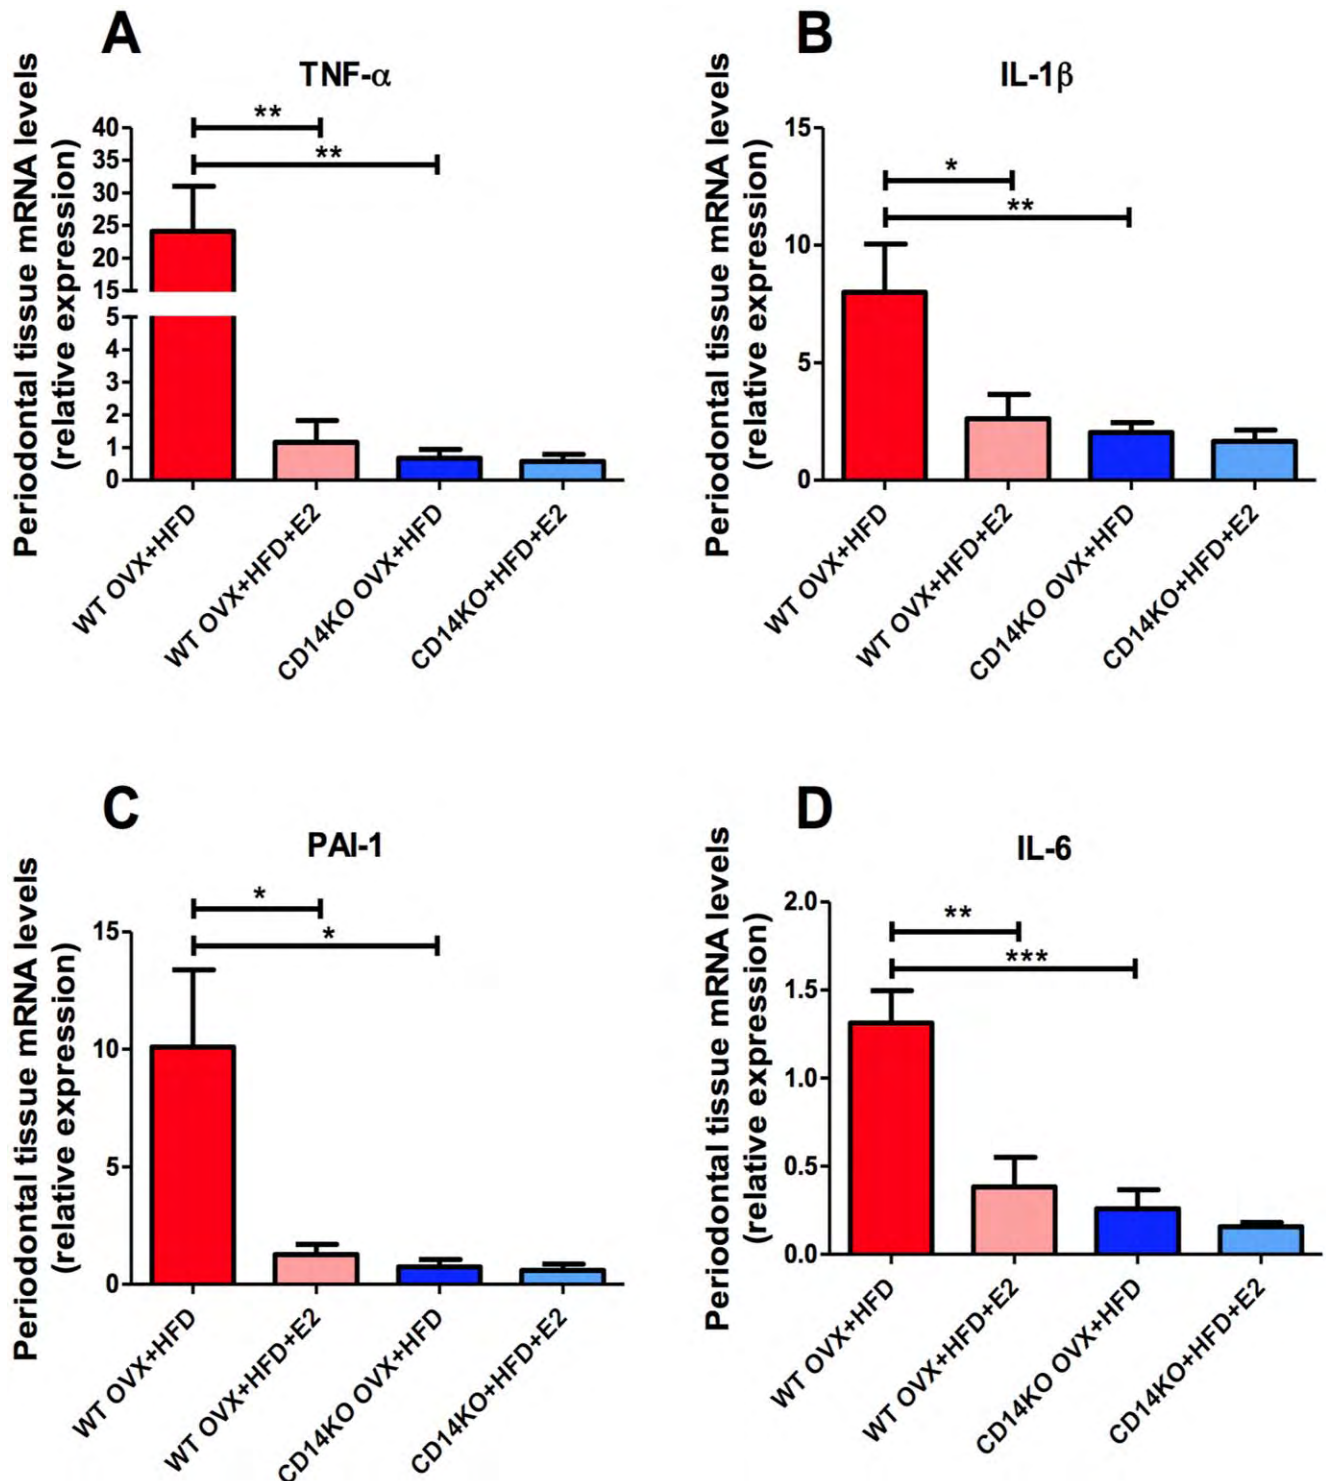 A
TNF-α
Periodontal tissue mRNA levels
(relative expression)
40
35
30
25
20
15
5
4
3
2
1
0
**
**
WT OVX+HFD
WT OVX+HFD+E2
CD14KO OVX+HFD
CD14KO+HFD+E2
B
IL-1β
Periodontal tissue mRNA levels
(relative expression)
15
10
5
0
*
**
WT OVX+HFD
WT OVX+HFD+E2
CD14KO OVX+HFD
CD14KO+HFD+E2
C
PAI-1
Periodontal tissue mRNA levels
(relative expression)
15
10
5
0
*
*
WT OVX+HFD
WT OVX+HFD+E2
CD14KO OVX+HFD
CD14KO+HFD+E2
D
IL-6
Periodontal tissue mRNA levels
(relative expression)
2.0
1.5
1.0
0.5
0.0
**
***
WT OVX+HFD
WT OVX+HFD+E2
CD14KO OVX+HFD
CD14KO+HFD+E2